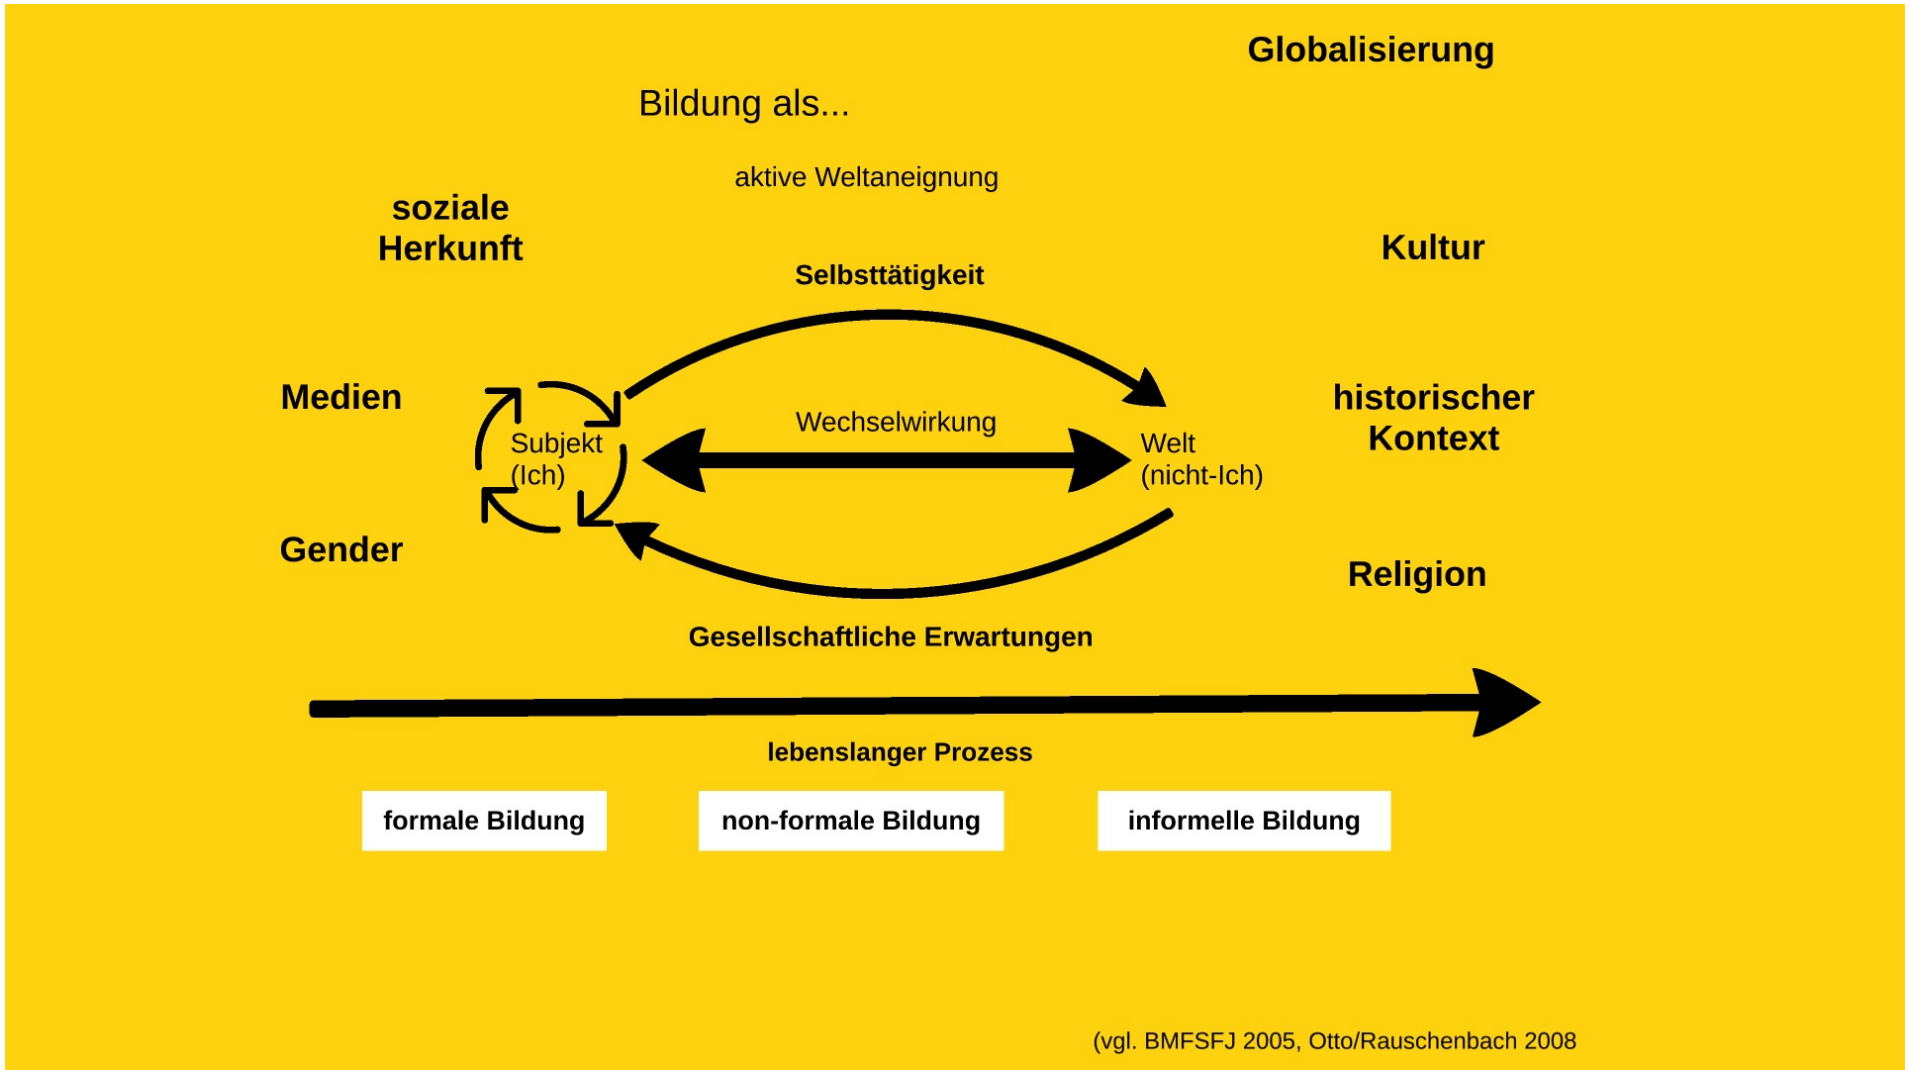 Globalisierung
Bildung als...
aktive Weltaneignung
soziale
Herkunft
Kultur
Selbsttätigkeit
Medien
historischer
Kontext
Wechselwirkung
Subjekt
(Ich)
Welt
(nicht-Ich)
Gender
Religion
Gesellschaftliche Erwartungen
lebenslanger Prozess
formale Bildung
non-formale Bildung
informelle Bildung
(vgl. BMFSFJ 2005, Otto/Rauschenbach 2008